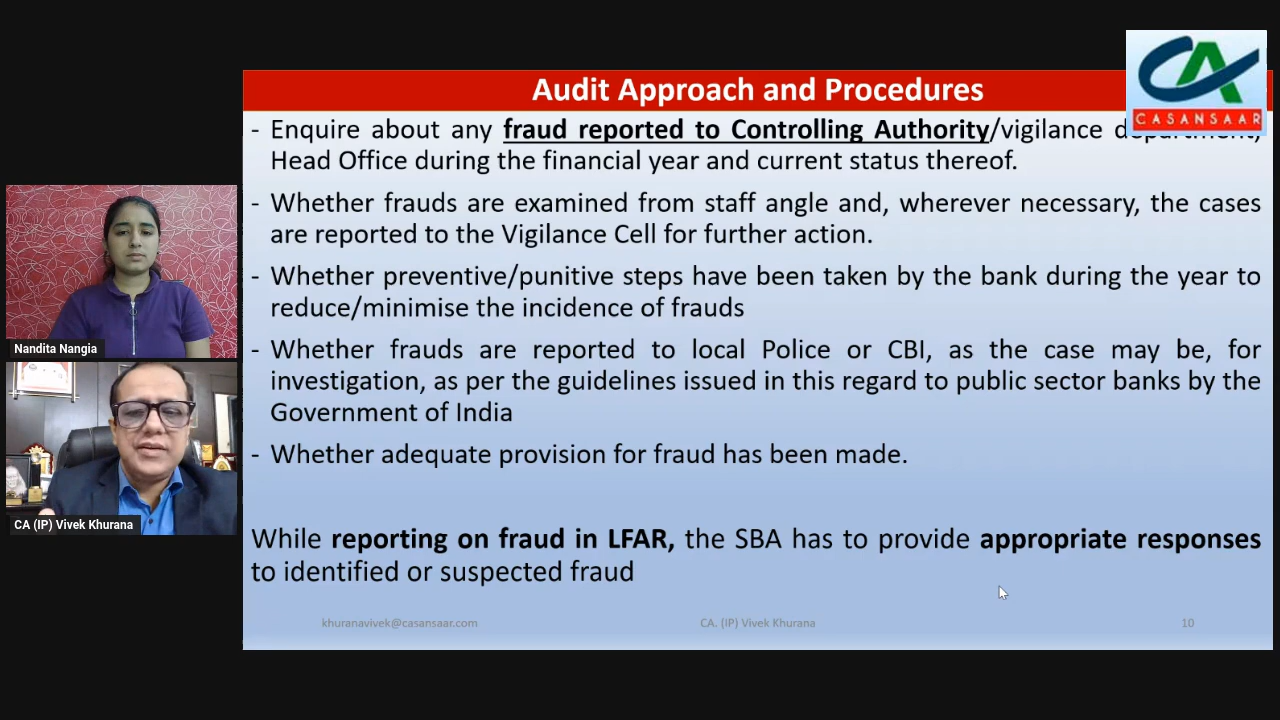 Audit Approach and Procedures
CA
CASANSAAR
- Enquire about any fraud reported to Controlling Authority/vigilance
Head Office during the financial year and current status thereof.
- Whether frauds are examined from staff angle and, wherever necessary, the cases
are reported to the Vigilance Cell for further action.
- Whether preventive/punitive steps have been taken by the bank during the year to
reduce/minimise the incidence of frauds
- Whether frauds are reported to local Police or CBI, as the case may be, for
investigation, as per the guidelines issued in this regard to public sector banks by the
Government of India
- Whether adequate provision for fraud has been made.
While reporting on fraud in LFAR, the SBA has to provide appropriate responses
to identified or suspected fraud
khuranavivek@casansaar.com
CA. (IP) Vivek Khurana
10
Nandita Nangia
CA (IP) Vivek Khurana